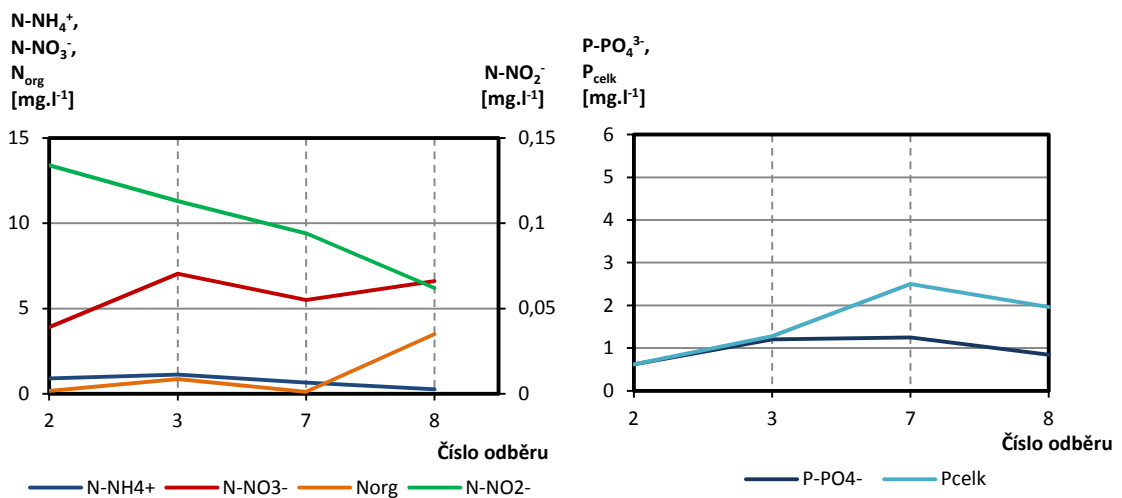 N-NH₄⁺,
N-NO₃⁻,
N_org
[mg.l⁻¹]
N-NO₂⁻
[mg.l⁻¹]
15
10
5
0
0,15
0,1
0,05
0
2 3 7 8
Číslo odběru
N-NH4+ N-NO3- Norg N-NO2-
P-PO₄³⁻,
P_celk
[mg.l⁻¹]
6
5
4
3
2
1
0
2 3 7 8
Číslo odběru
P-PO4- Pcelk